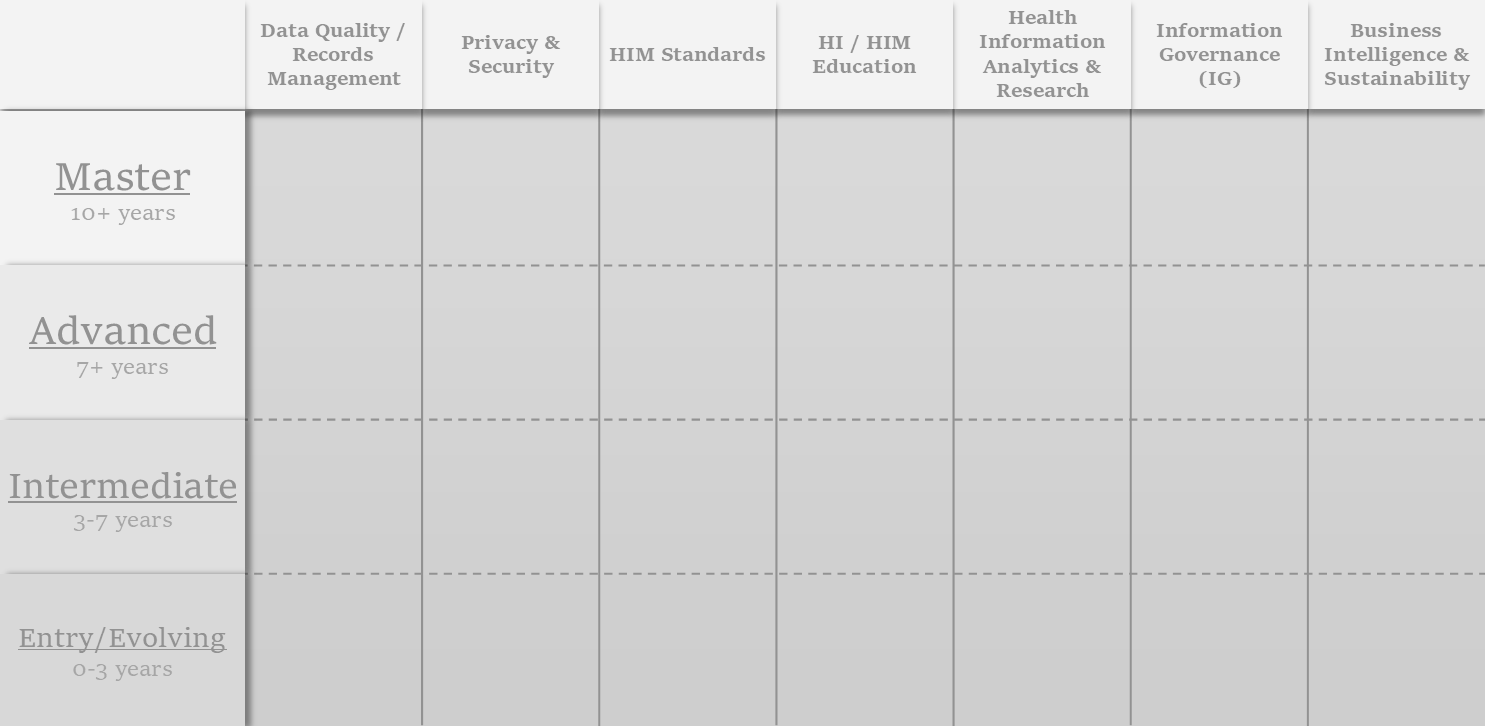 Data Quality /
Records
Management
Privacy &
Security
HIM Standards
HI / HIM
Education
Health
Information
Analytics &
Research
Information
Governance
(IG)
Business
Intelligence &
Sustainability
Master
10+ years
Advanced
7+ years
Intermediate
3-7 years
Entry/Evolving
0-3 years